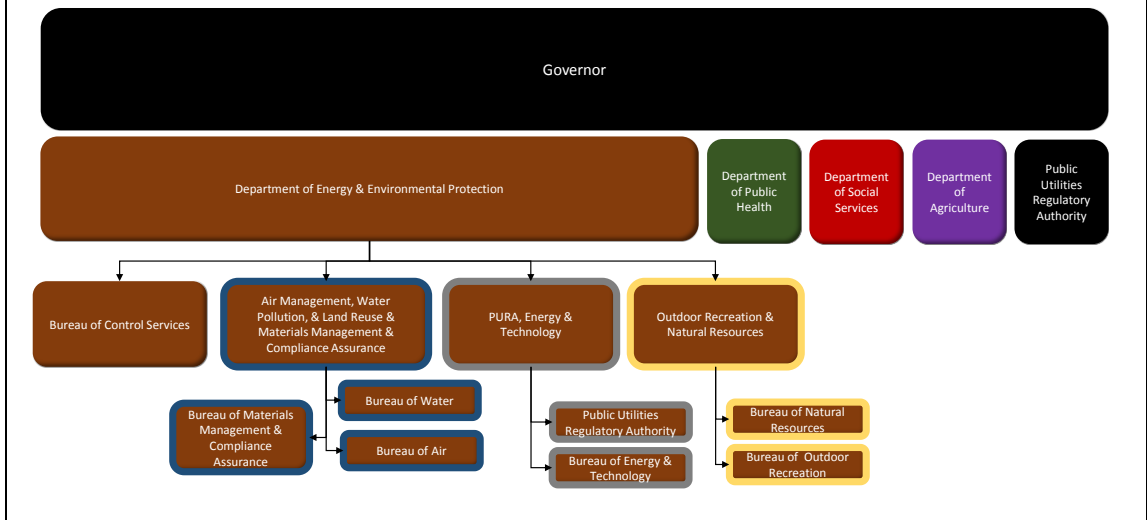 Governor
Department of Energy & Environmental Protection
Department
of Public
Health
Department
of Social
Services
Department
of
Agriculture
Public
Utilities
Regulatory
Authority
Bureau of Control Services
Air Management, Water
Pollution, & Land Reuse &
Materials Management &
Compliance Assurance
PURA, Energy &
Technology
Outdoor Recreation &
Natural Resources
Bureau of Materials
Management &
Compliance
Assurance
Bureau of Water
Bureau of Air
Public Utilities
Regulatory Authority
Bureau of Energy &
Technology
Bureau of Natural
Resources
Bureau of  Outdoor
Recreation